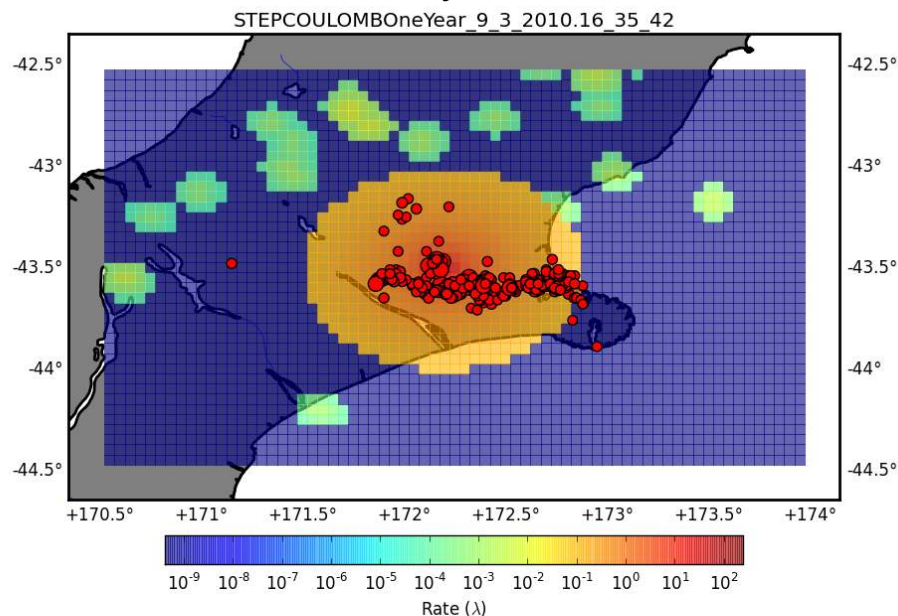 STEPCOULOMBOneYear_9_3_2010.16_35_42
-42.5° -42.5°
-43° -43°
-43.5° -43.5°
-44° -44°
-44.5° -44.5°
+170.5° +171° +171.5° +172° +172.5° +173° +173.5° +174°
10⁻⁹ 10⁻⁸ 10⁻⁷ 10⁻⁶ 10⁻⁵ 10⁻⁴ 10⁻³ 10⁻² 10⁻¹ 10⁰ 10¹ 10²
Rate (λ)